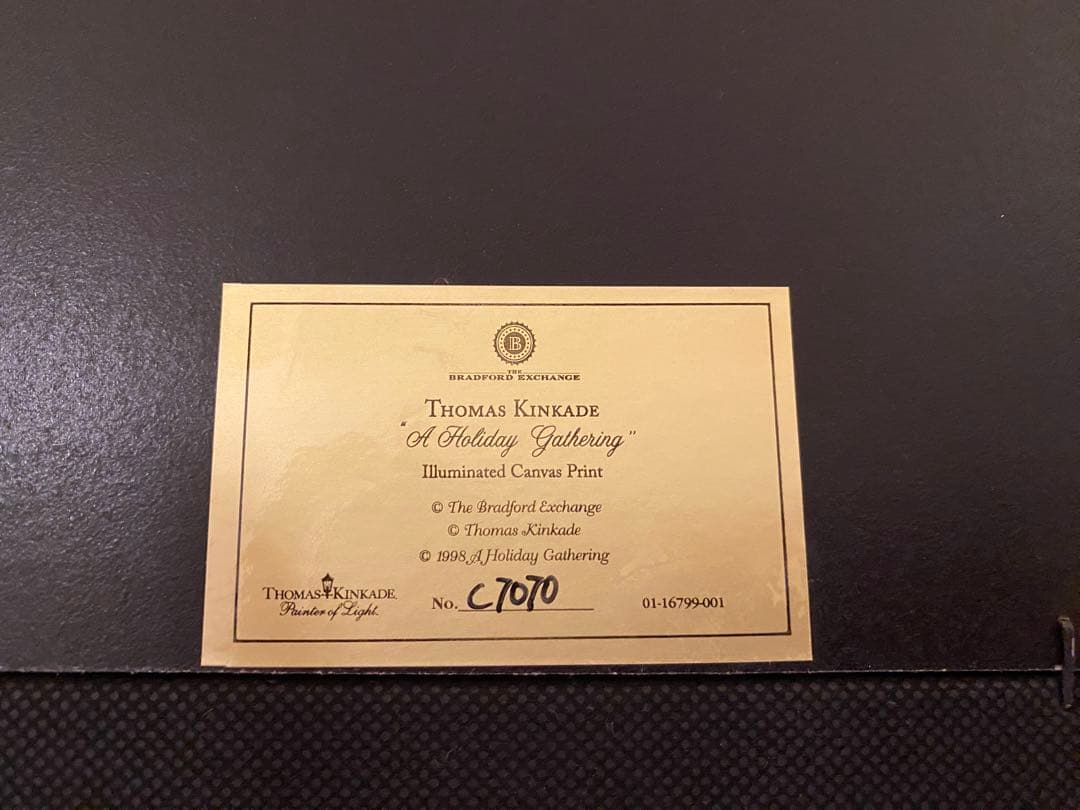 B
THE
BRADFORD EXCHANGE
THOMAS KINKADE
"A Holiday Gathering"
Illuminated Canvas Print
© The Bradford Exchange
© Thomas Kinkade
© 1998 A Holiday Gathering
THOMAS KINKADE
Painter of Light.
No. C7070
01-16799-001